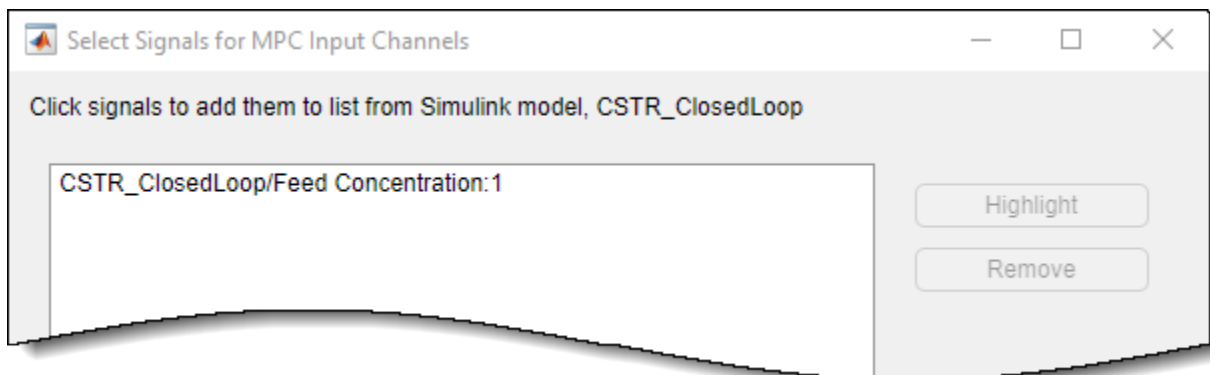 Select Signals for MPC Input Channels
Click signals to add them to list from Simulink model, CSTR_ClosedLoop
CSTR_ClosedLoop/Feed Concentration:1
Highlight
Remove